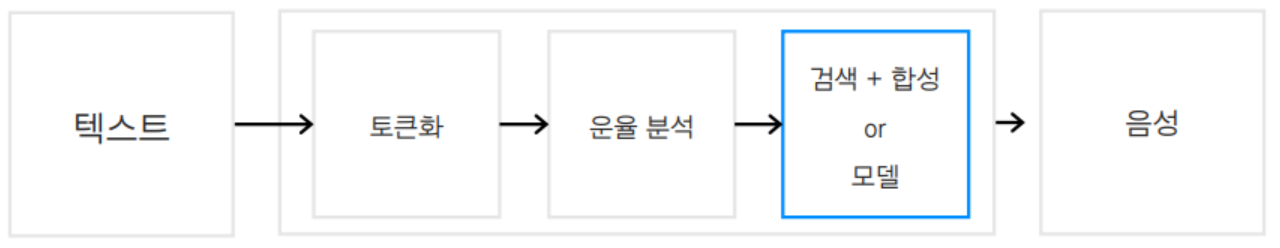 텍스트
토큰화
운율 분석
검색 + 합성
or
모델
음성